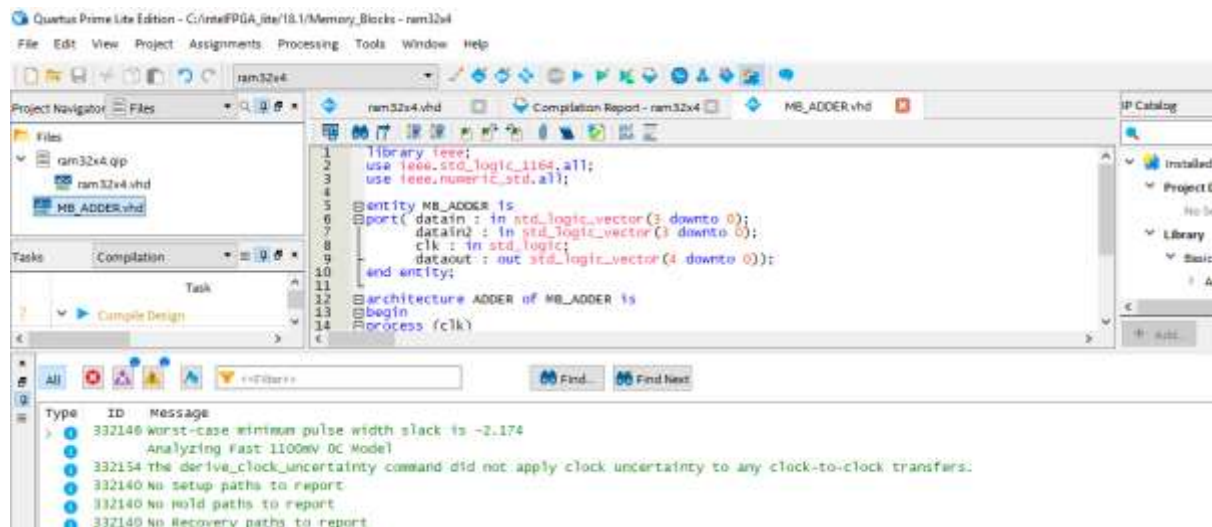 Quartus Prime Lite Edition - C:/intelFPGA_lite/18.1/Memory_Blocks - ram32x4
File Edit View Project Assignments Processing Tools Window Help
ram32x4
Project Navigator Files
ram32x4.vhd
Compilation Report - ram32x4
MB_ADDER.vhd
IP Catalog
Files
ram32x4.qip
ram32x4.vhd
MB_ADDER.vhd
Tasks Compilation
Task
Compile Design
1 library ieee;
2 use ieee.std_logic_1164.all;
3 use ieee.numeric_std.all;
4
5 entity MB_ADDER is
6 port( datain : in std_logic_vector(3 downto 0);
7 datain2 : in std_logic_vector(3 downto 0);
8 clk : in std_logic;
9 dataout : out std_logic_vector(4 downto 0));
10 end entity;
11
12 architecture ADDER of MB_ADDER is
13 begin
14 process (clk)
Installed
Project
No
Library
Basic
A
Add...
All
<<Filter>>
Find...
Find Next
Type ID Message
332140 Worst-case minimum pulse width slack is -2.174
Analyzing Fast 1100mV 0C Model
332154 The derive_clock_uncertainty command did not apply clock uncertainty to any clock-to-clock transfers.
332140 No Setup paths to report
332140 No Hold paths to report
332140 No Recovery paths to report